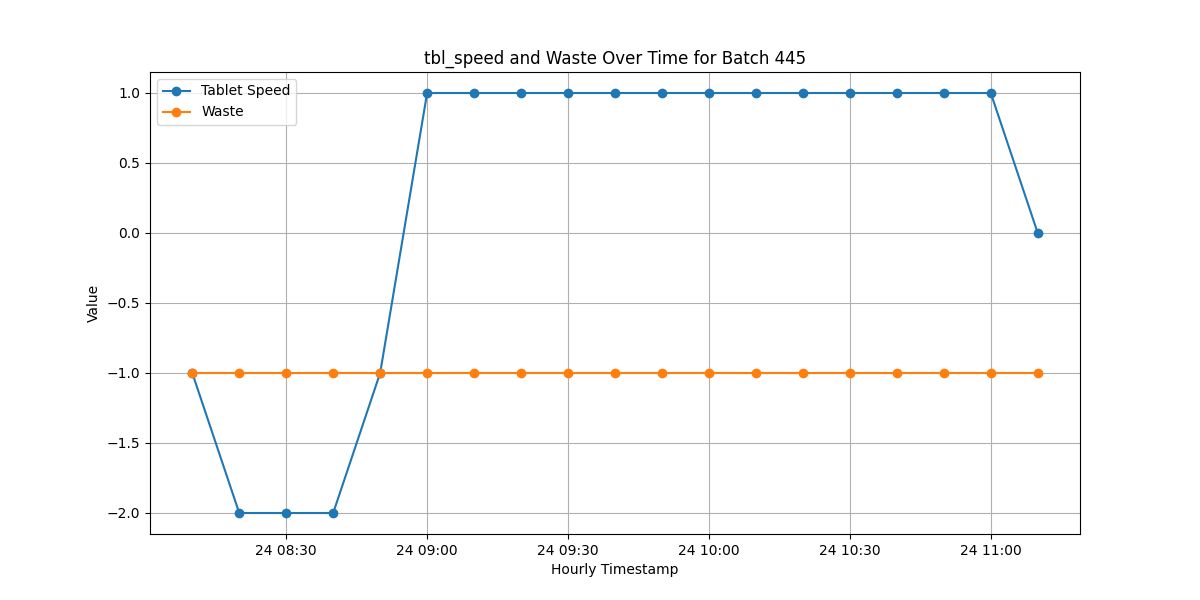 tbl_speed and Waste Over Time for Batch 445
Tablet Speed
Waste
1.0
0.5
0.0
−0.5
−1.0
−1.5
−2.0
Value
24 08:30 24 09:00 24 09:30 24 10:00 24 10:30 24 11:00
Hourly Timestamp